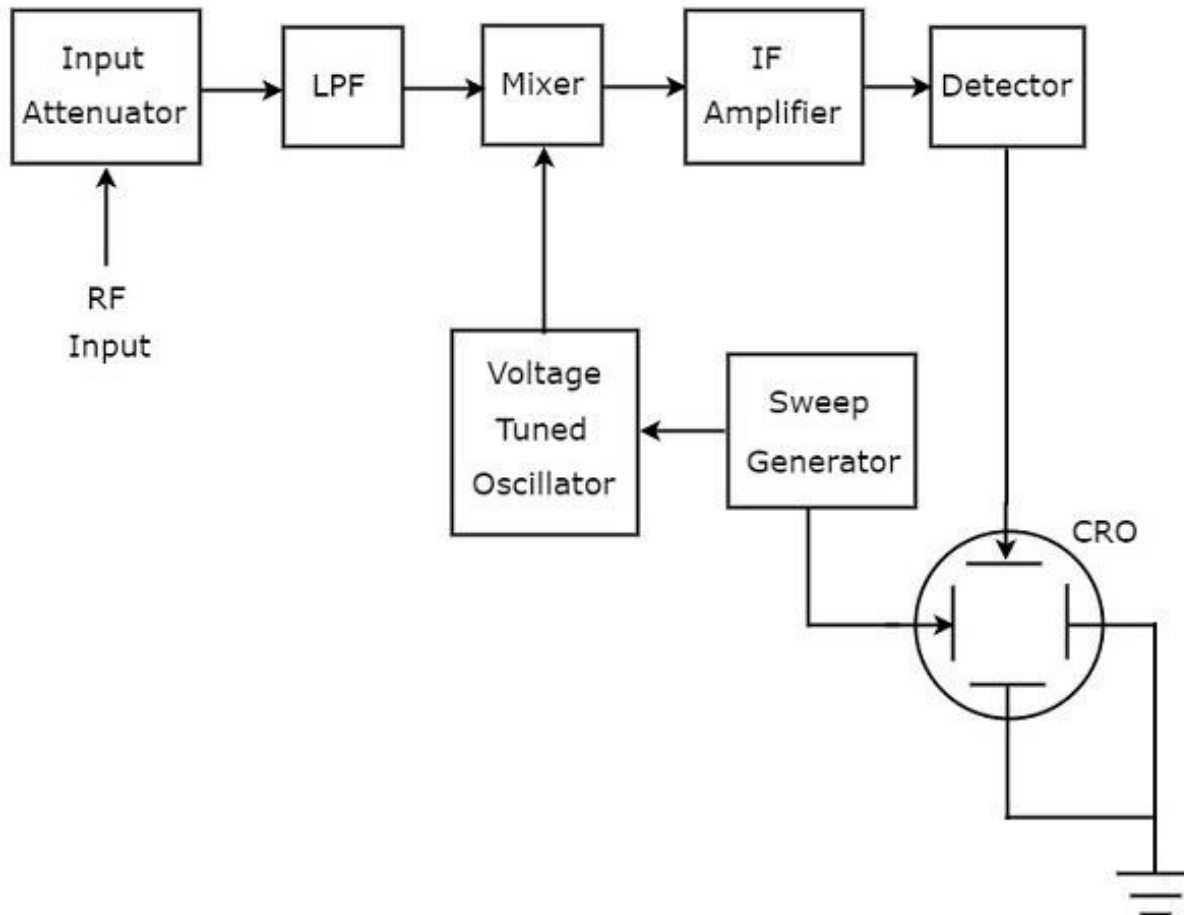 Input
Attenuator
LPF
Mixer
IF
Amplifier
Detector
RF
Input
Voltage
Tuned
Oscillator
Sweep
Generator
CRO